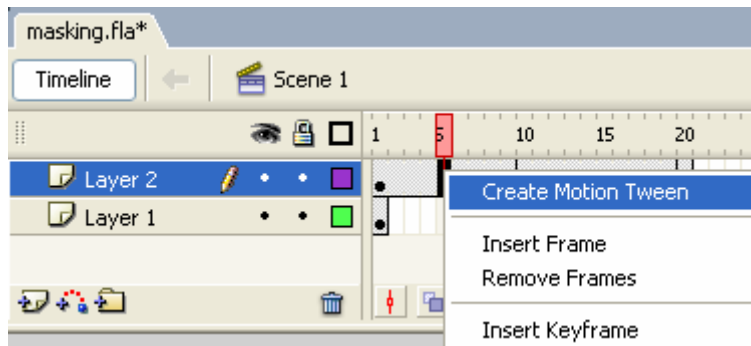 masking.fla*
Timeline Scene 1
1 5 10 15 20
Layer 2
Layer 1
Create Motion Tween
Insert Frame
Remove Frames
Insert Keyframe